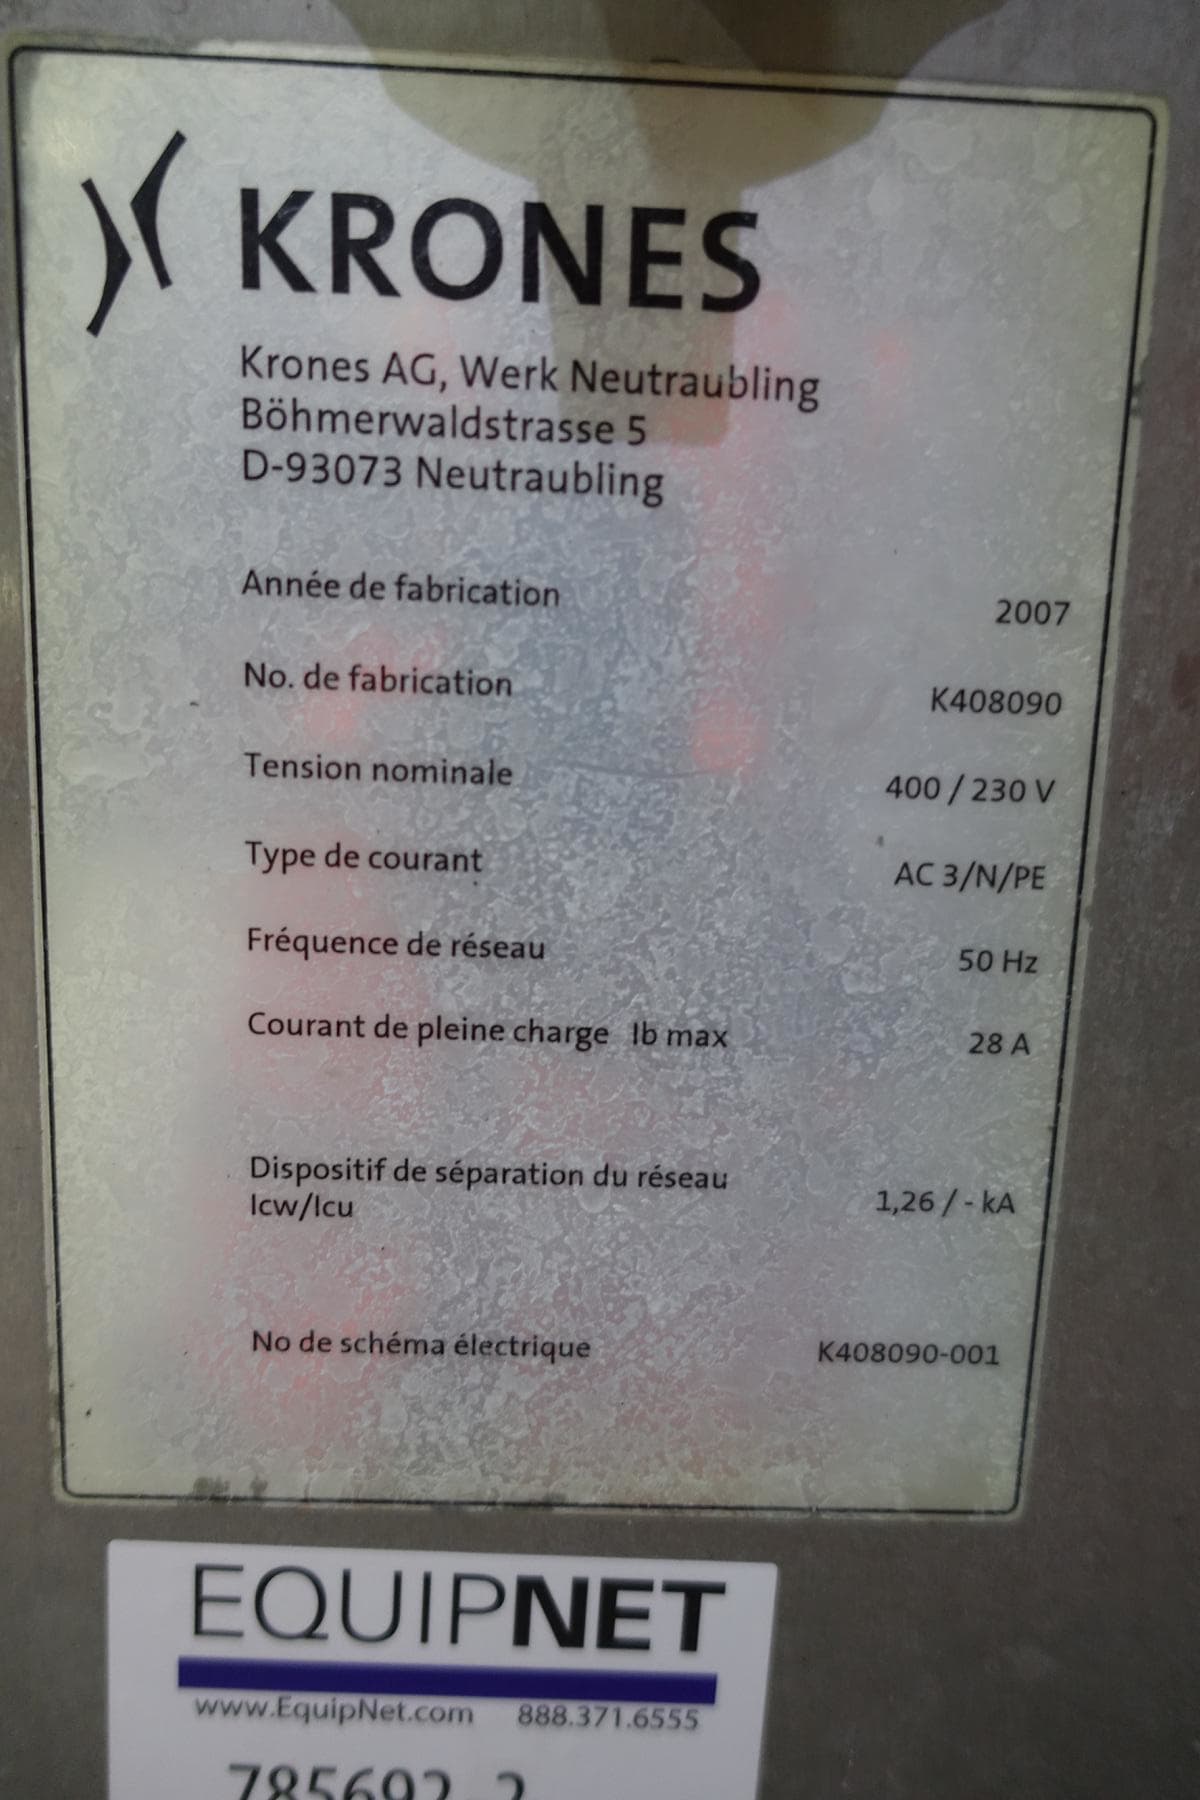 KRONES
Krones AG, Werk Neutraubling
Böhmerwaldstrasse 5
D-93073 Neutraubling
Année de fabrication 2007
No. de fabrication K408090
Tension nominale 400 / 230 V
Type de courant AC 3/N/PE
Fréquence de réseau 50 Hz
Courant de pleine charge Ib max 28 A
Dispositif de séparation du réseau
Icw/Icu 1,26 / - kA
No de schéma électrique K408090-001
EQUIPNET
www.EquipNet.com 888.371.6555
785692-2